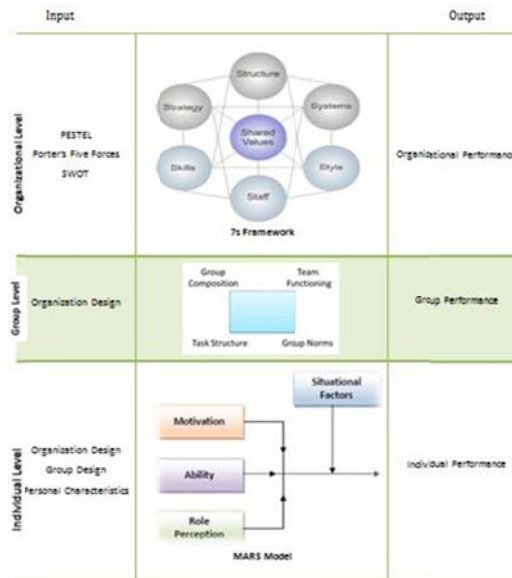 Input
Output
Organizational Level
PESTEL
Porter's Five Forces
SWOT
Structure
Strategy
Systems
Shared
Values
Skills
Style
Staff
7s Framework
Organizational Performanc
Group Level
Organization Design
Group
Composition
Team
Functioning
Task Structure
Group Norms
Group Performance
Individual Level
Organization Design
Group Design
Personal Characteristics
Situational
Factors
Motivation
Ability
Role
Perception
MARS Model
Individual Performance